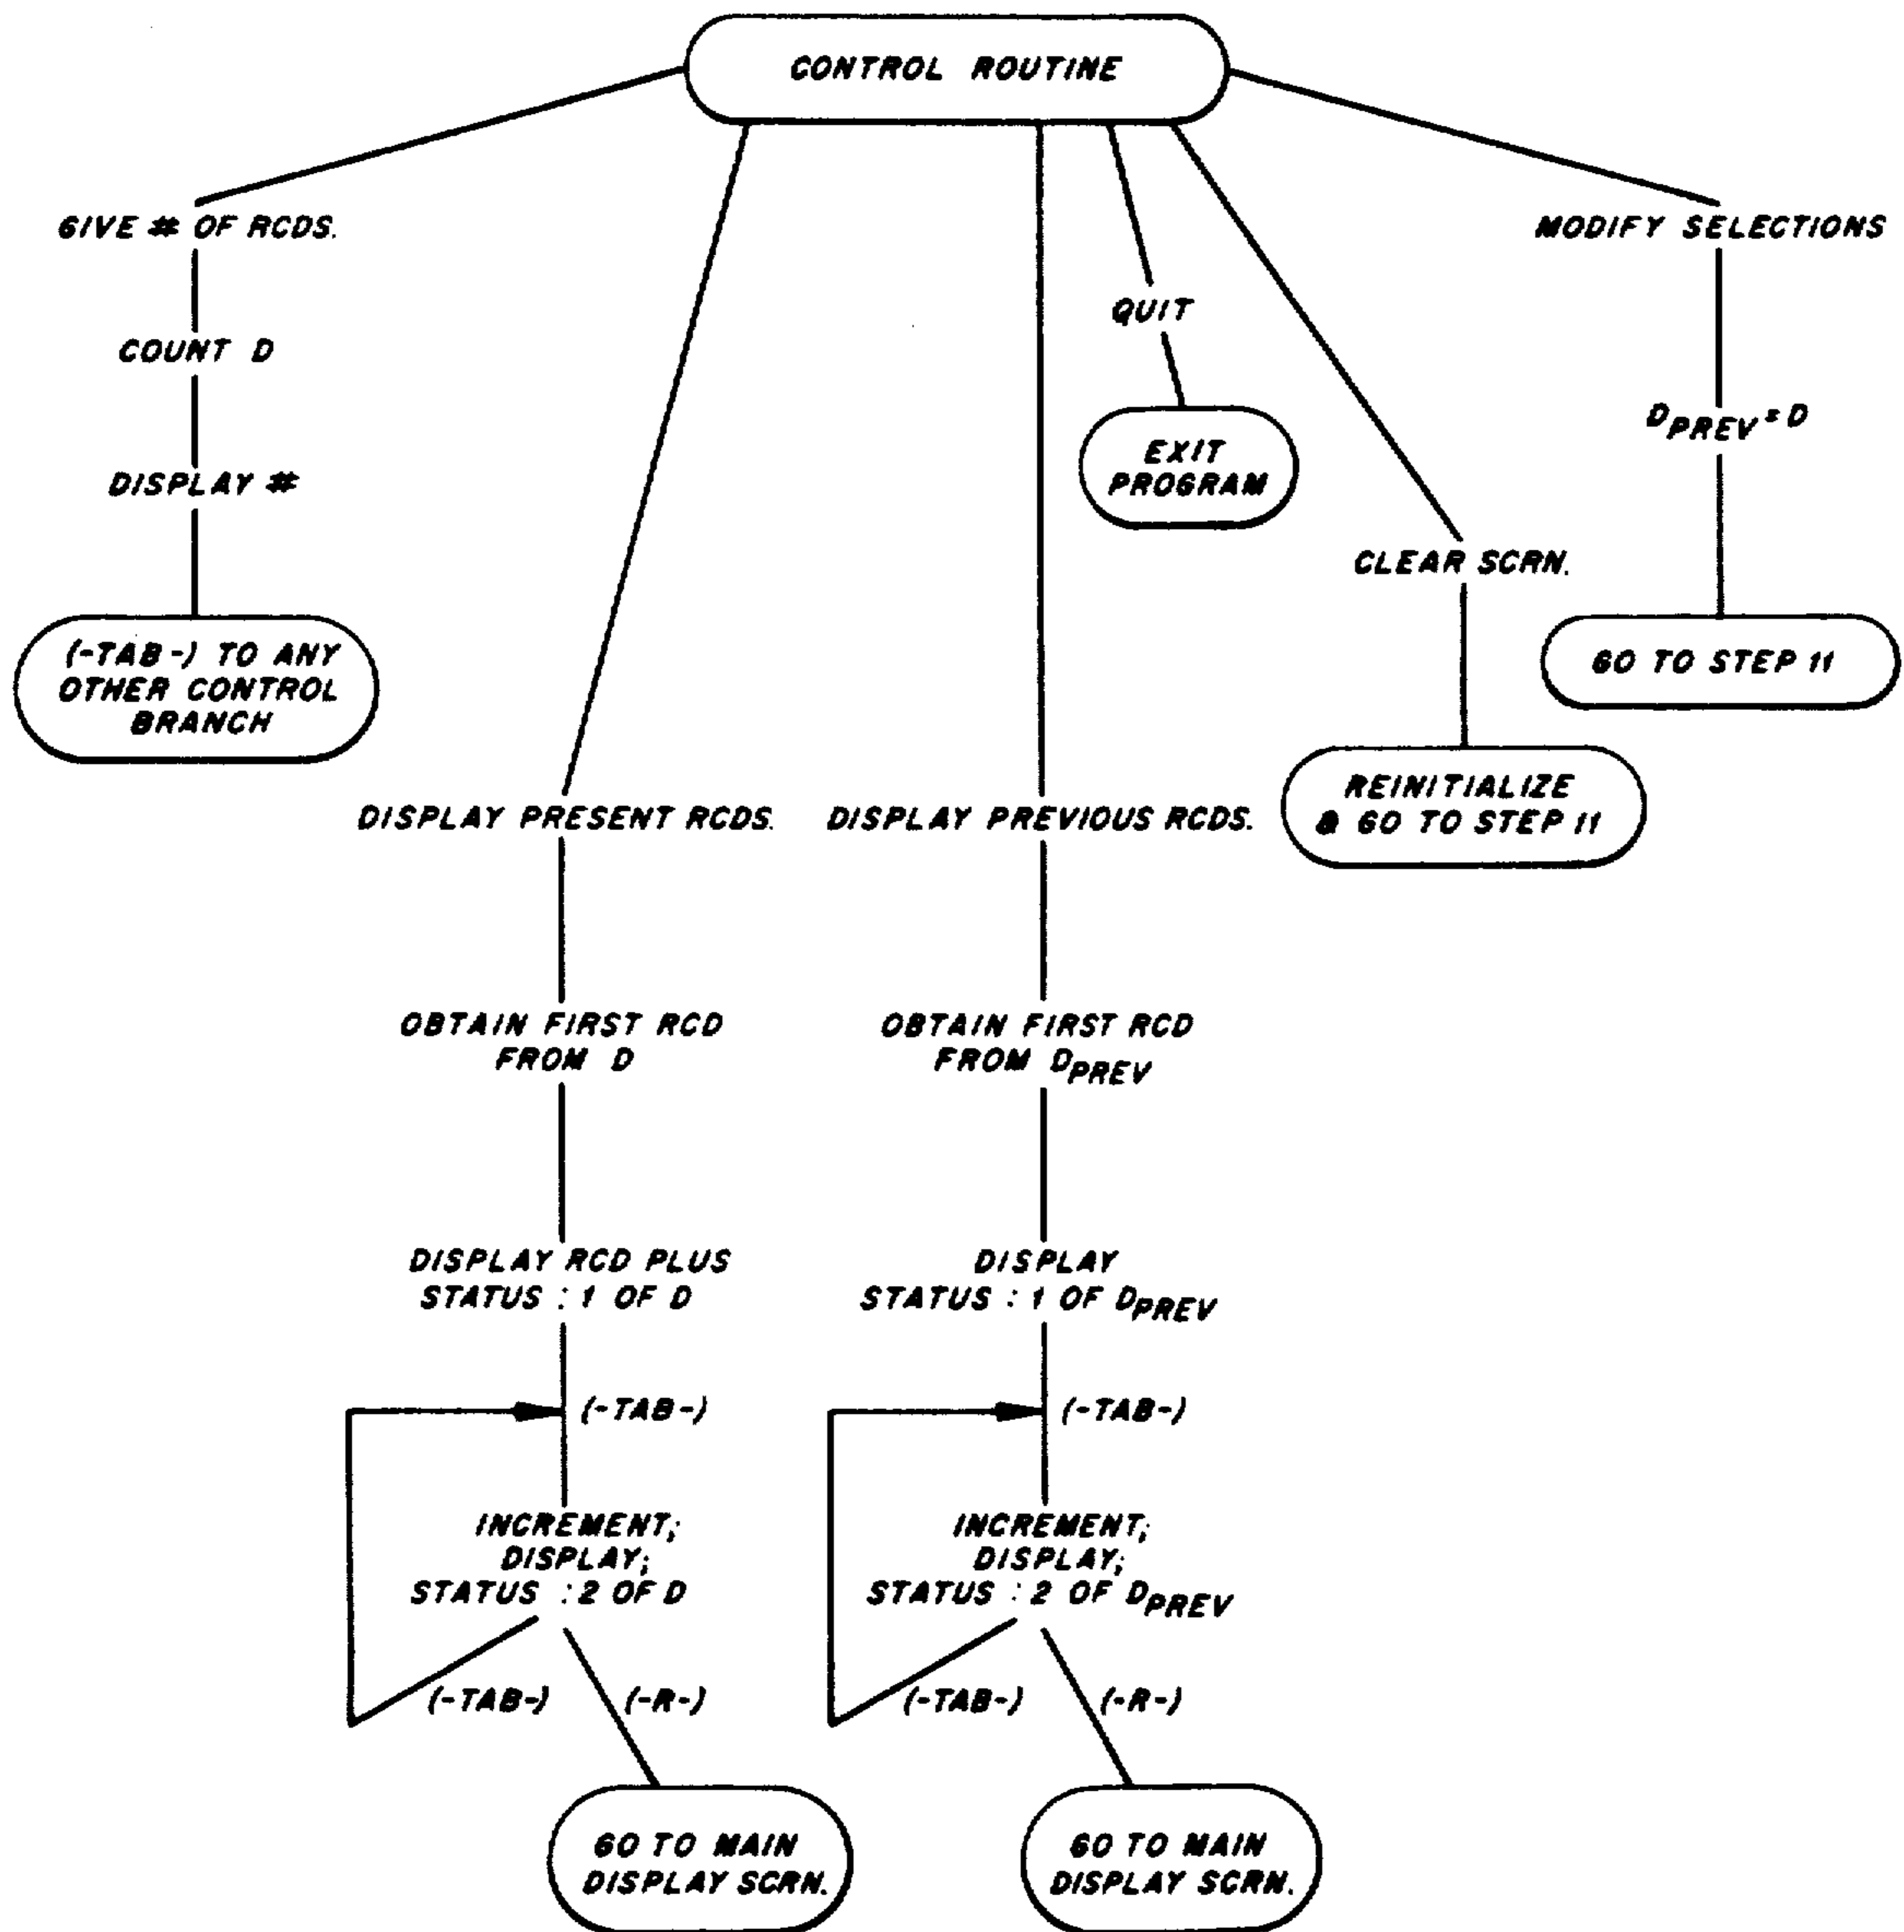 CONTROL ROUTINE
GIVE # OF RCDS.
COUNT D
DISPLAY #
(-TAB-) TO ANY
OTHER CONTROL
BRANCH
DISPLAY PRESENT RCDS.
OBTAIN FIRST RCD
FROM D
DISPLAY RCD PLUS
STATUS : 1 OF D
(-TAB-)
INCREMENT;
DISPLAY;
STATUS : 2 OF D
(-TAB-)
(-R-)
GO TO MAIN
DISPLAY SCRN.
DISPLAY PREVIOUS RCDS.
OBTAIN FIRST RCD
FROM DPREV
DISPLAY
STATUS : 1 OF DPREV
(-TAB-)
INCREMENT;
DISPLAY;
STATUS : 2 OF DPREV
(-TAB-)
(-R-)
GO TO MAIN
DISPLAY SCRN.
QUIT
EXIT
PROGRAM
CLEAR SCRN.
REINITIALIZE
& GO TO STEP 11
MODIFY SELECTIONS
DPREV = D
GO TO STEP 11